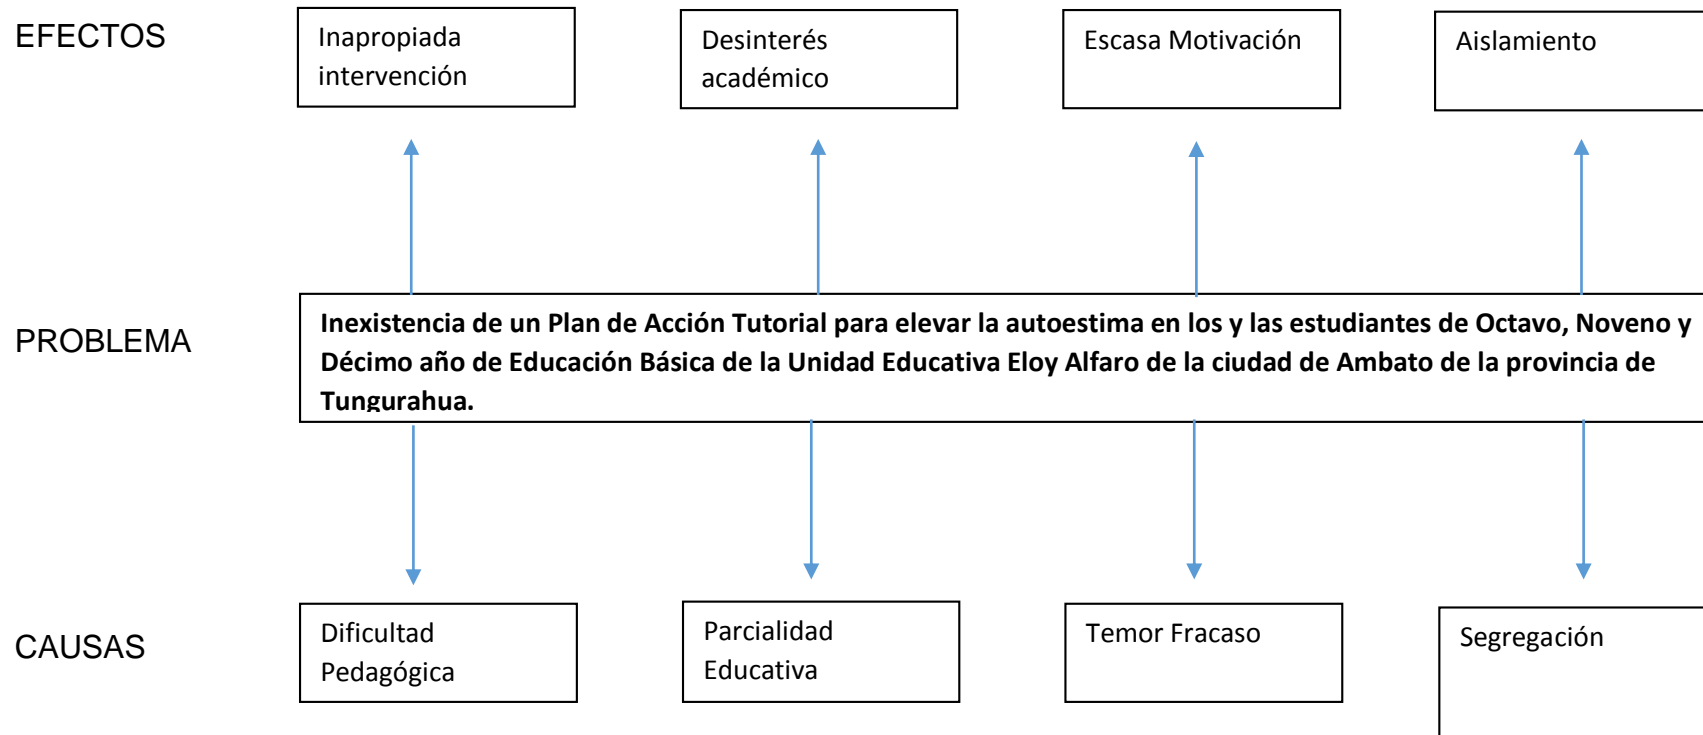 EFECTOS
Inapropiada
intervención
Desinterés
académico
Escasa Motivación
Aislamiento
PROBLEMA
Inexistencia de un Plan de Acción Tutorial para elevar la autoestima en los y las estudiantes de Octavo, Noveno y
Décimo año de Educación Básica de la Unidad Educativa Eloy Alfaro de la ciudad de Ambato de la provincia de
Tungurahua.
CAUSAS
Dificultad
Pedagógica
Parcialidad
Educativa
Temor Fracaso
Segregación